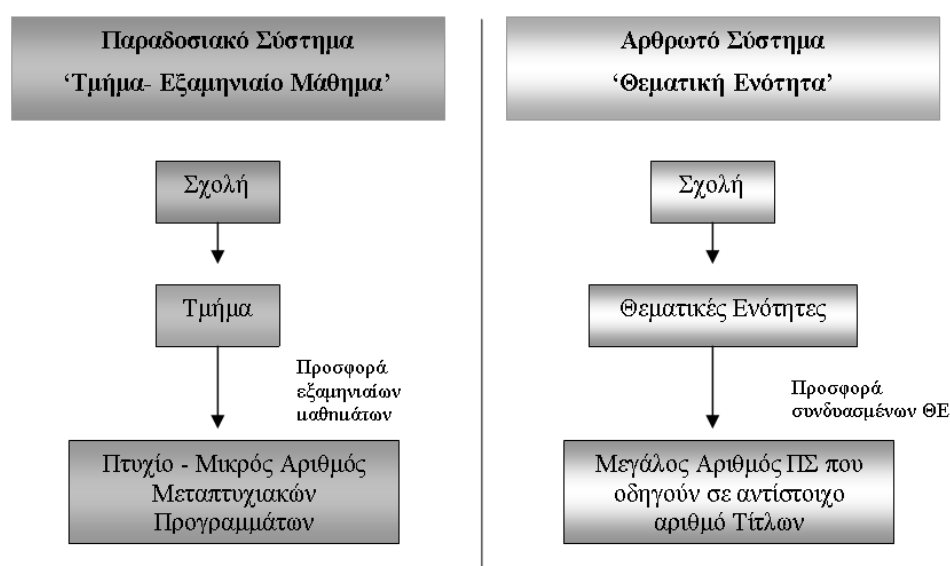 Παραδοσιακό Σύστημα
‘Τμήμα- Εξαμηνιαίο Μάθημα’
Σχολή
Τμήμα
Προσφορά
εξαμηνιαίων
μαθημάτων
Πτυχίο - Μικρός Αριθμός
Μεταπτυχιακών
Προγραμμάτων
Αρθρωτό Σύστημα
‘Θεματική Ενότητα’
Σχολή
Θεματικές Ενότητες
Προσφορά
συνδυασμένων ΘΕ
Μεγάλος Αριθμός ΠΣ που
οδηγούν σε αντίστοιχο
αριθμό Τίτλων